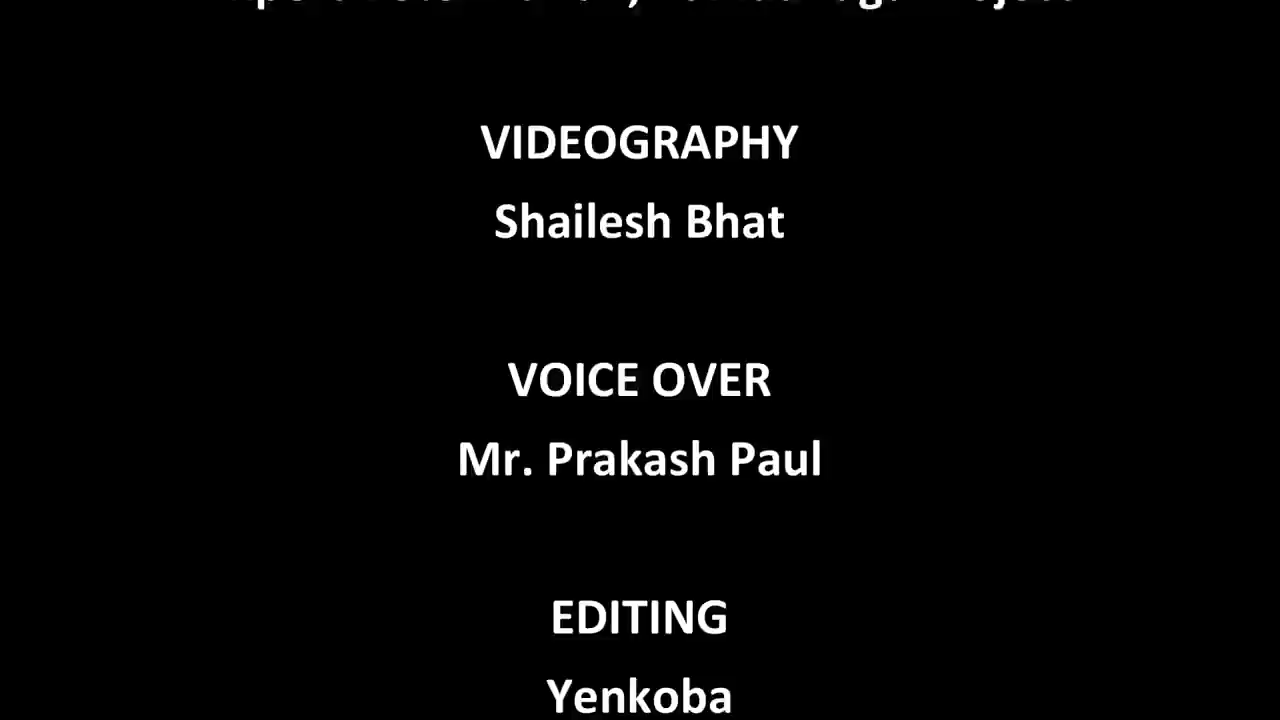 VIDEOGRAPHY
Shailesh Bhat
VOICE OVER
Mr. Prakash Paul
EDITING
Yenkoba